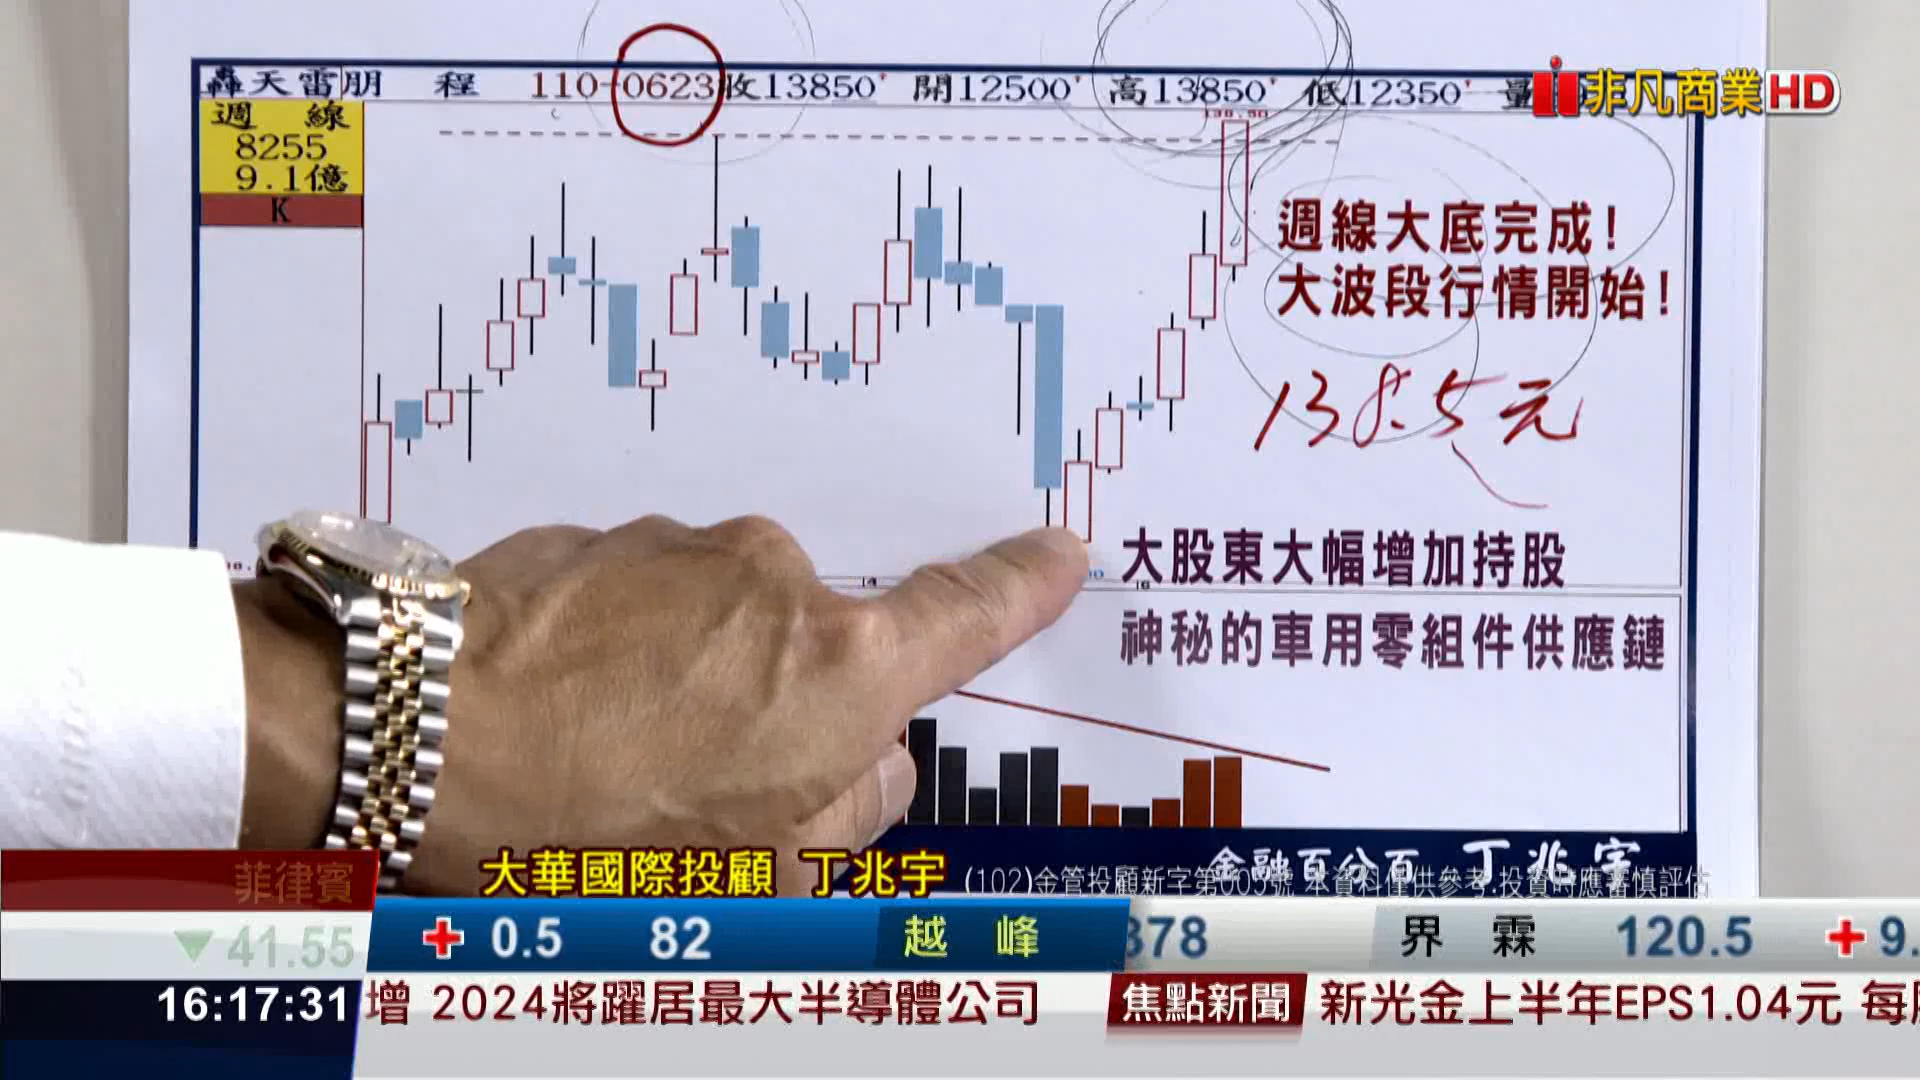 轟天雷朋 程 110-0623收13850' 開12500' 高13850' 低12350' 量
非凡商業HD
週 線
8255
9.1億
K
138.50
週線大底完成!
大波段行情開始!
138.5元
大股東大幅增加持股
神秘的車用零組件供應鏈
金融百分百 丁兆宇
大華國際投顧 丁兆宇
(102)金管投顧新字第005號 本資料僅供參考.投資時應審慎評估
菲律賓
▼41.55
+ 0.5 82 越 峰 378 界 霖 120.5 + 9.
16:17:31
增 2024將躍居最大半導體公司 焦點新聞 新光金上半年EPS1.04元 每股